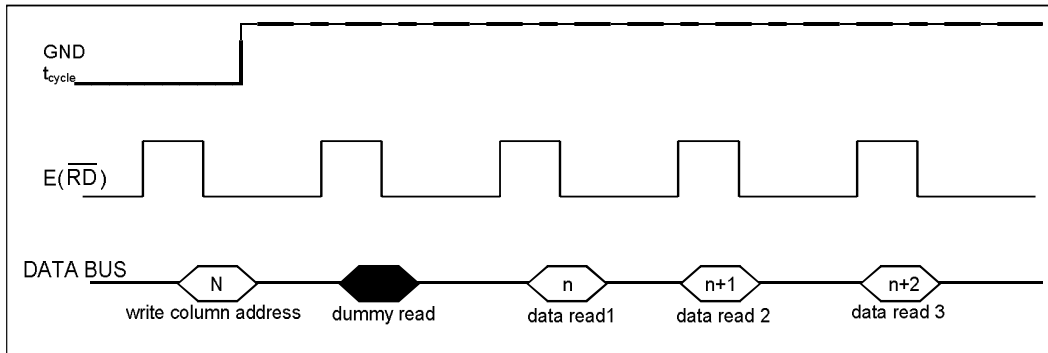 GND
tcycle
E(RD)
DATA BUS
N
n
n+1
n+2
write column address
dummy read
data read1
data read 2
data read 3